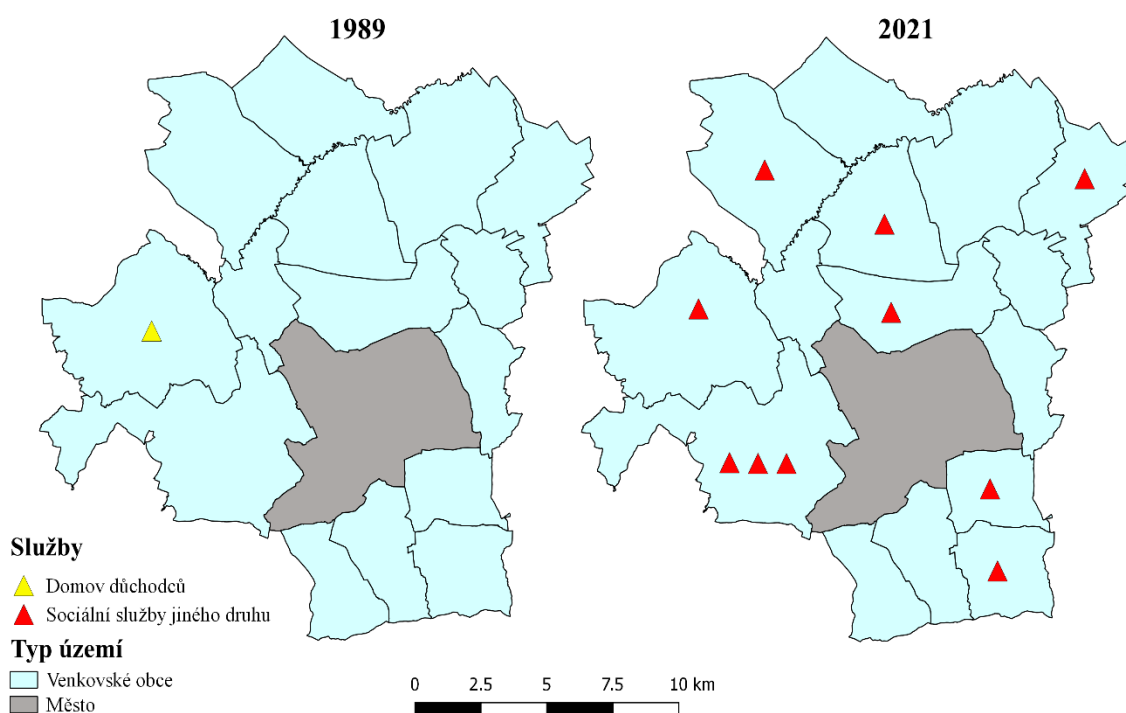 1989
2021
Služby
Domov důchodců
Sociální služby jiného druhu
Typ území
Venkovské obce
Město
0 2.5 5 7.5 10 km